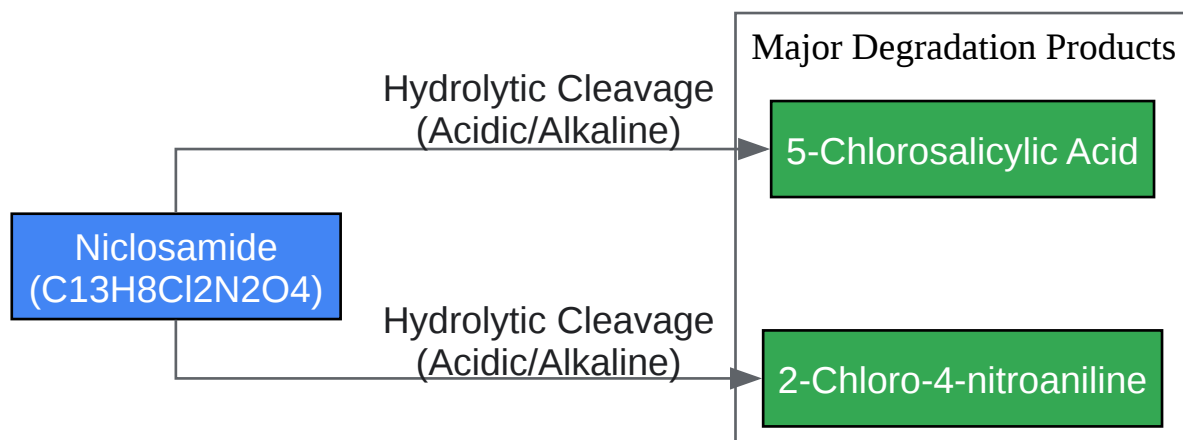 Major Degradation Products
Hydrolytic Cleavage
(Acidic/Alkaline)
5-Chlorosalicylic Acid
Niclosamide
(C13H8Cl2N2O4)
Hydrolytic Cleavage
(Acidic/Alkaline)
2-Chloro-4-nitroaniline